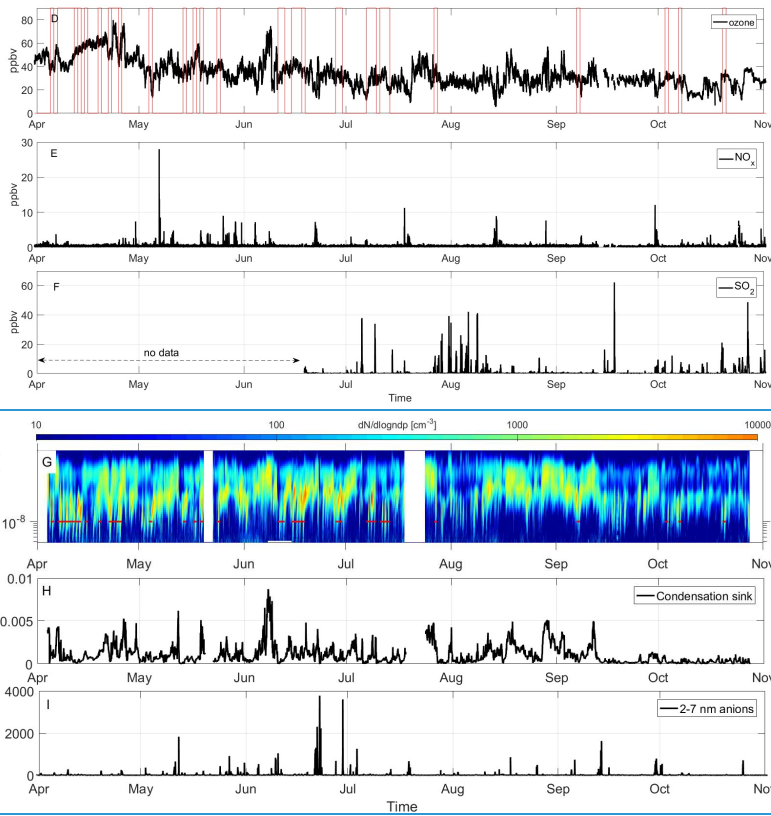 D
ozone
ppbv
80
60
40
20
0
Apr May Jun Jul Aug Sep Oct Nov
E
NOx
ppbv
30
20
10
0
Apr May Jun Jul Aug Sep Oct Nov
F
SO2
ppbv
60
40
20
0
no data
Apr May Jun Jul Aug Sep Oct Nov
Time
10 100 dN/dlogndp [cm-3] 1000 10000
G
10-8
Apr May Jun Jul Aug Sep Oct Nov
0.01
H
Condensation sink
0.005
0
Apr May Jun Jul Aug Sep Oct Nov
4000
I
2-7 nm anions
2000
0
Apr May Jun Jul Aug Sep Oct Nov
Time